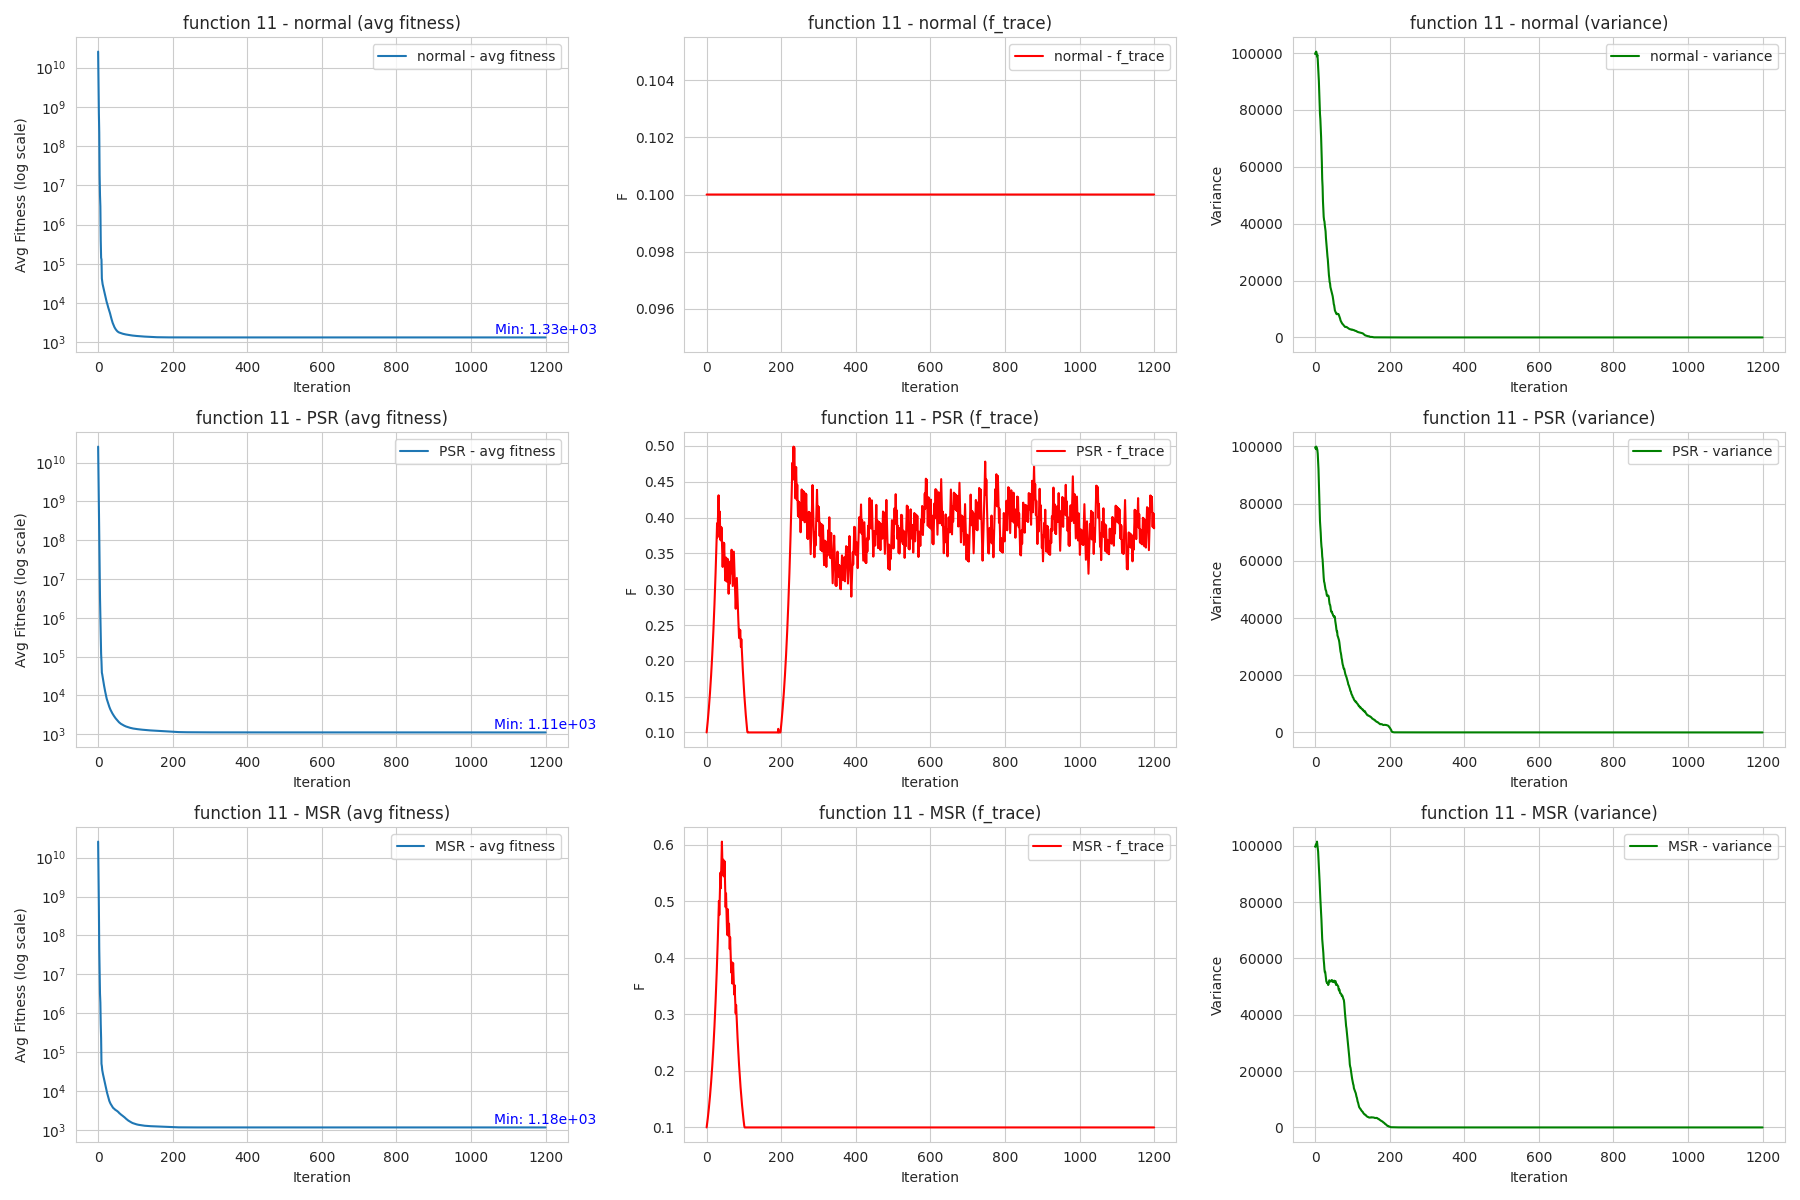 function 11 - normal (avg fitness)
normal - avg fitness
Avg Fitness (log scale)
10^10
10^9
10^8
10^7
10^6
10^5
10^4
10^3
Min: 1.33e+03
0 200 400 600 800 1000 1200
Iteration
function 11 - normal (f_trace)
normal - f_trace
F
0.104
0.102
0.100
0.098
0.096
0 200 400 600 800 1000 1200
Iteration
function 11 - normal (variance)
normal - variance
Variance
100000
80000
60000
40000
20000
0
0 200 400 600 800 1000 1200
Iteration
function 11 - PSR (avg fitness)
PSR - avg fitness
Avg Fitness (log scale)
10^10
10^9
10^8
10^7
10^6
10^5
10^4
10^3
Min: 1.11e+03
0 200 400 600 800 1000 1200
Iteration
function 11 - PSR (f_trace)
PSR - f_trace
F
0.50
0.45
0.40
0.35
0.30
0.25
0.20
0.15
0.10
0 200 400 600 800 1000 1200
Iteration
function 11 - PSR (variance)
PSR - variance
Variance
100000
80000
60000
40000
20000
0
0 200 400 600 800 1000 1200
Iteration
function 11 - MSR (avg fitness)
MSR - avg fitness
Avg Fitness (log scale)
10^10
10^9
10^8
10^7
10^6
10^5
10^4
10^3
Min: 1.18e+03
0 200 400 600 800 1000 1200
Iteration
function 11 - MSR (f_trace)
MSR - f_trace
F
0.6
0.5
0.4
0.3
0.2
0.1
0 200 400 600 800 1000 1200
Iteration
function 11 - MSR (variance)
MSR - variance
Variance
100000
80000
60000
40000
20000
0
0 200 400 600 800 1000 1200
Iteration